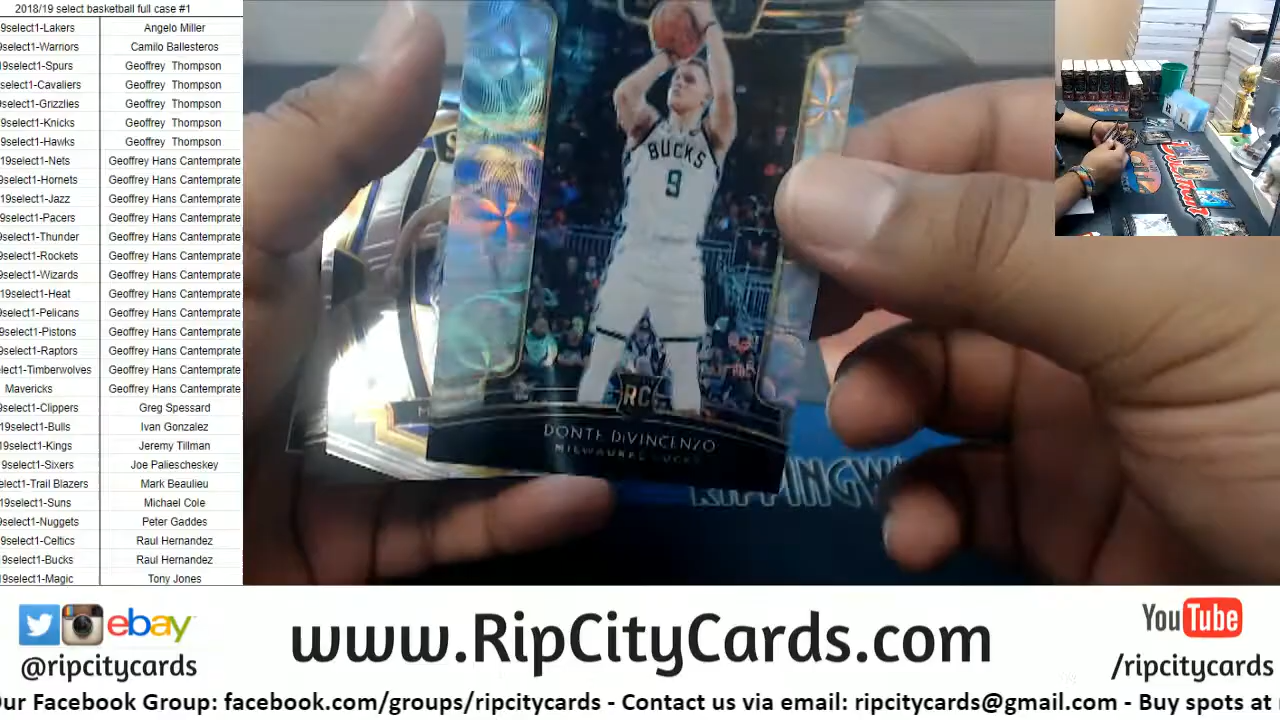 2018/19 select basketball full case #1
9select1-Lakers Angelo Miller
9select1-Warriors Camilo Ballesteros
19select1-Spurs Geoffrey Thompson
select1-Cavaliers Geoffrey Thompson
9select1-Grizzlies Geoffrey Thompson
9select1-Knicks Geoffrey Thompson
9select1-Hawks Geoffrey Thompson
19select1-Nets Geoffrey Hans Cantemprate
9select1-Hornets Geoffrey Hans Cantemprate
19select1-Jazz Geoffrey Hans Cantemprate
9select1-Pacers Geoffrey Hans Cantemprate
9select1-Thunder Geoffrey Hans Cantemprate
9select1-Rockets Geoffrey Hans Cantemprate
9select1-Wizards Geoffrey Hans Cantemprate
19select1-Heat Geoffrey Hans Cantemprate
9select1-Pelicans Geoffrey Hans Cantemprate
9select1-Pistons Geoffrey Hans Cantemprate
9select1-Raptors Geoffrey Hans Cantemprate
lect1-Timberwolves Geoffrey Hans Cantemprate
Mavericks Geoffrey Hans Cantemprate
9select1-Clippers Greg Spessard
19select1-Bulls Ivan Gonzalez
19select1-Kings Jeremy Tillman
9select1-Sixers Joe Paliescheskey
elect1-Trail Blazers Mark Beaulieu
19select1-Suns Michael Cole
9select1-Nuggets Peter Gaddes
9select1-Celtics Raul Hernandez
19select1-Bucks Raul Hernandez
9select1-Magic Tony Jones
BUCKS
9
RC
DONTE DiVINCENZO
MILWAUKEE BUCKS
RIPPINGW
ebay
@ripcitycards
www.RipCityCards.com
YouTube
/ripcitycards
Our Facebook Group: facebook.com/groups/ripcitycards - Contact us via email: ripcitycards@gmail.com - Buy spots at